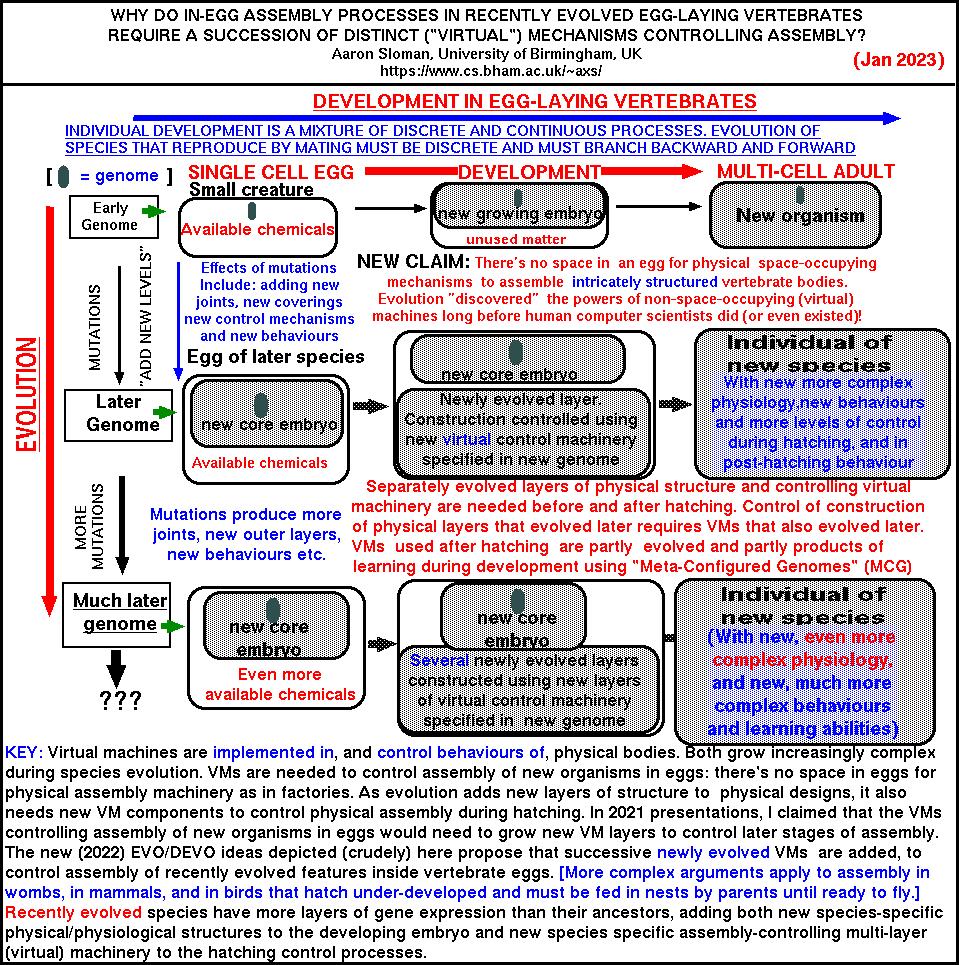 WHY DO IN-EGG ASSEMBLY PROCESSES IN RECENTLY EVOLVED EGG-LAYING VERTEBRATES
REQUIRE A SUCCESSION OF DISTINCT ("VIRTUAL") MECHANISMS CONTROLLING ASSEMBLY?
Aaron Sloman, University of Birmingham, UK
https://www.cs.bham.ac.uk/~axs/
(Jan 2023)
DEVELOPMENT IN EGG-LAYING VERTEBRATES
INDIVIDUAL DEVELOPMENT IS A MIXTURE OF DISCRETE AND CONTINUOUS PROCESSES. EVOLUTION OF
SPECIES THAT REPRODUCE BY MATING MUST BE DISCRETE AND MUST BRANCH BACKWARD AND FORWARD
[ = genome ]
SINGLE CELL EGG
DEVELOPMENT
MULTI-CELL ADULT
Small creature
Early
Genome
Available chemicals
new growing embryo
unused matter
New organism
EVOLUTION
MUTATIONS
"ADD NEW LEVELS"
Effects of mutations
Include: adding new
joints, new coverings
new control mechanisms
and new behaviours
NEW CLAIM: There's no space in an egg for physical space-occupying
mechanisms to assemble intricately structured vertebrate bodies.
Evolution "discovered" the powers of non-space-occupying (virtual)
machines long before human computer scientists did (or even existed)!
Egg of later species
Later
Genome
new core embryo
Available chemicals
new core embryo
Newly evolved layer.
Construction controlled using
new virtual control machinery
specified in new genome
Individual of
new species
With new more complex
physiology,new behaviours
and more levels of control
during hatching, and in
post-hatching behaviour
MORE
MUTATIONS
Mutations produce more
joints, new outer layers,
new behaviours etc.
Separately evolved layers of physical structure and controlling virtual
machinery are needed before and after hatching. Control of construction
of physical layers that evolved later requires VMs that also evolved later.
VMs used after hatching are partly evolved and partly products of
learning during development using "Meta-Configured Genomes" (MCG)
Much later
genome
???
new core
embryo
Even more
available chemicals
new core
embryo
Several newly evolved layers
constructed using new layers
of virtual control machinery
specified in new genome
Individual of
new species
(With new, even more
complex physiology,
and new, much more
complex behaviours
and learning abilities)
KEY: Virtual machines are implemented in, and control behaviours of, physical bodies. Both grow increasingly complex
during species evolution. VMs are needed to control assembly of new organisms in eggs: there's no space in eggs for
physical assembly machinery as in factories. As evolution adds new layers of structure to physical designs, it also
needs new VM components to control physical assembly during hatching. In 2021 presentations, I claimed that the VMs
controlling assembly of new organisms in eggs would need to grow new VM layers to control later stages of assembly.
The new (2022) EVO/DEVO ideas depicted (crudely) here propose that successive newly evolved VMs are added, to
control assembly of recently evolved features inside vertebrate eggs. [More complex arguments apply to assembly in
wombs, in mammals, and in birds that hatch under-developed and must be fed in nests by parents until ready to fly.]
Recently evolved species have more layers of gene expression than their ancestors, adding both new species-specific
physical/physiological structures to the developing embryo and new species specific assembly-controlling multi-layer
(virtual) machinery to the hatching control processes.